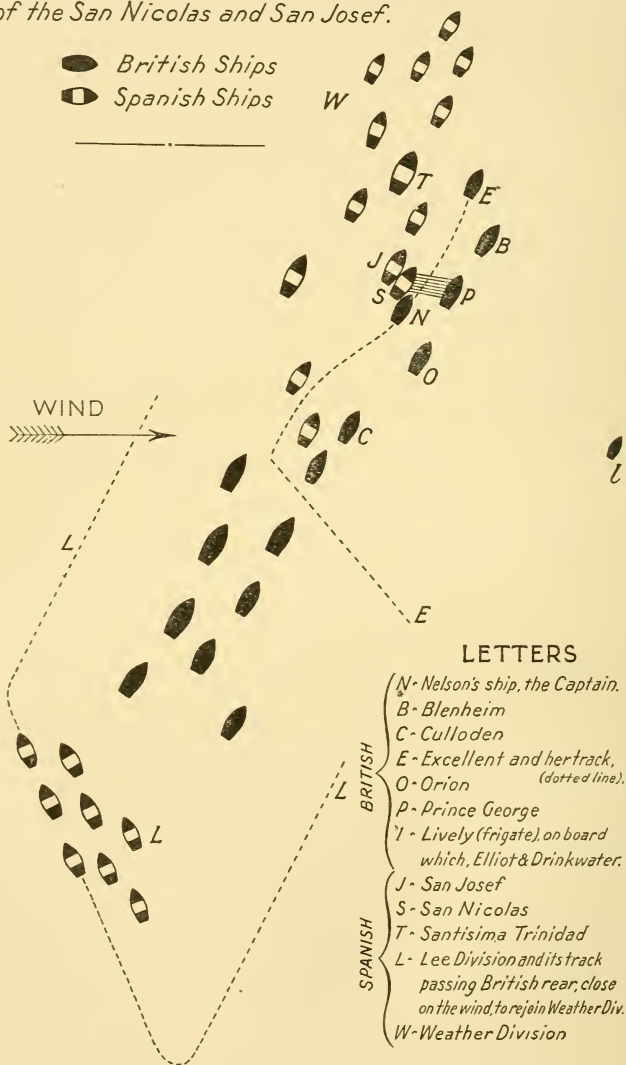 of the San Nicolas and San Josef.
British Ships
Spanish Ships
W
T
E
B
J
S
P
N
O
WIND
C
l
L
E
LETTERS
BRITISH
N - Nelson's ship, the Captain.
B - Blenheim
C - Culloden
E - Excellent and her track,
(dotted line).
O - Orion
P - Prince George
l - Lively (frigate), on board
which, Elliot & Drinkwater.
L
L
SPANISH
J - San Josef
S - San Nicolas
T - Santisima Trinidad
L - Lee Division and its track
passing British rear, close
on the wind, to rejoin Weather Div.
W - Weather Division